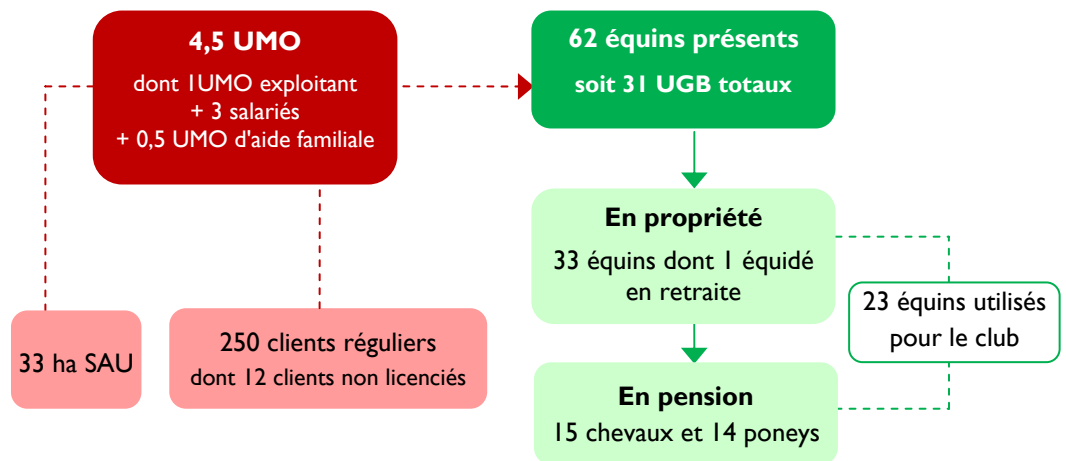 4,5 UMO
dont 1UMO exploitant
+ 3 salariés
+ 0,5 UMO d'aide familiale
62 équins présents
soit 31 UGB totaux
En propriété
33 équins dont 1 équidé
en retraite
23 équins utilisés
pour le club
33 ha SAU
250 clients réguliers
dont 12 clients non licenciés
En pension
15 chevaux et 14 poneys